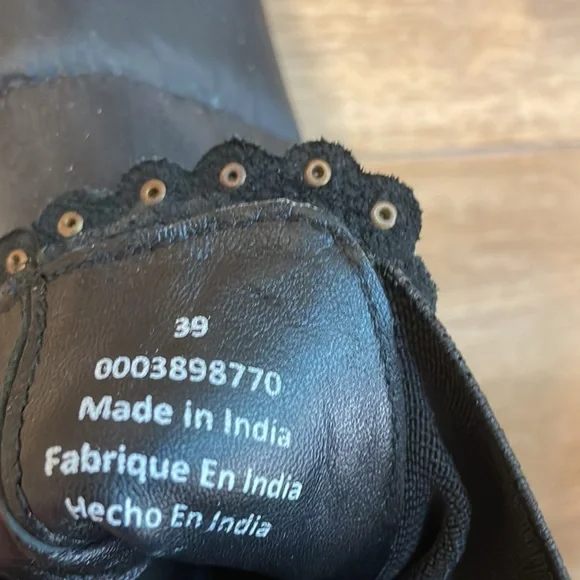 39
0003898770
Made in India
Fabrique En India
Hecho En India